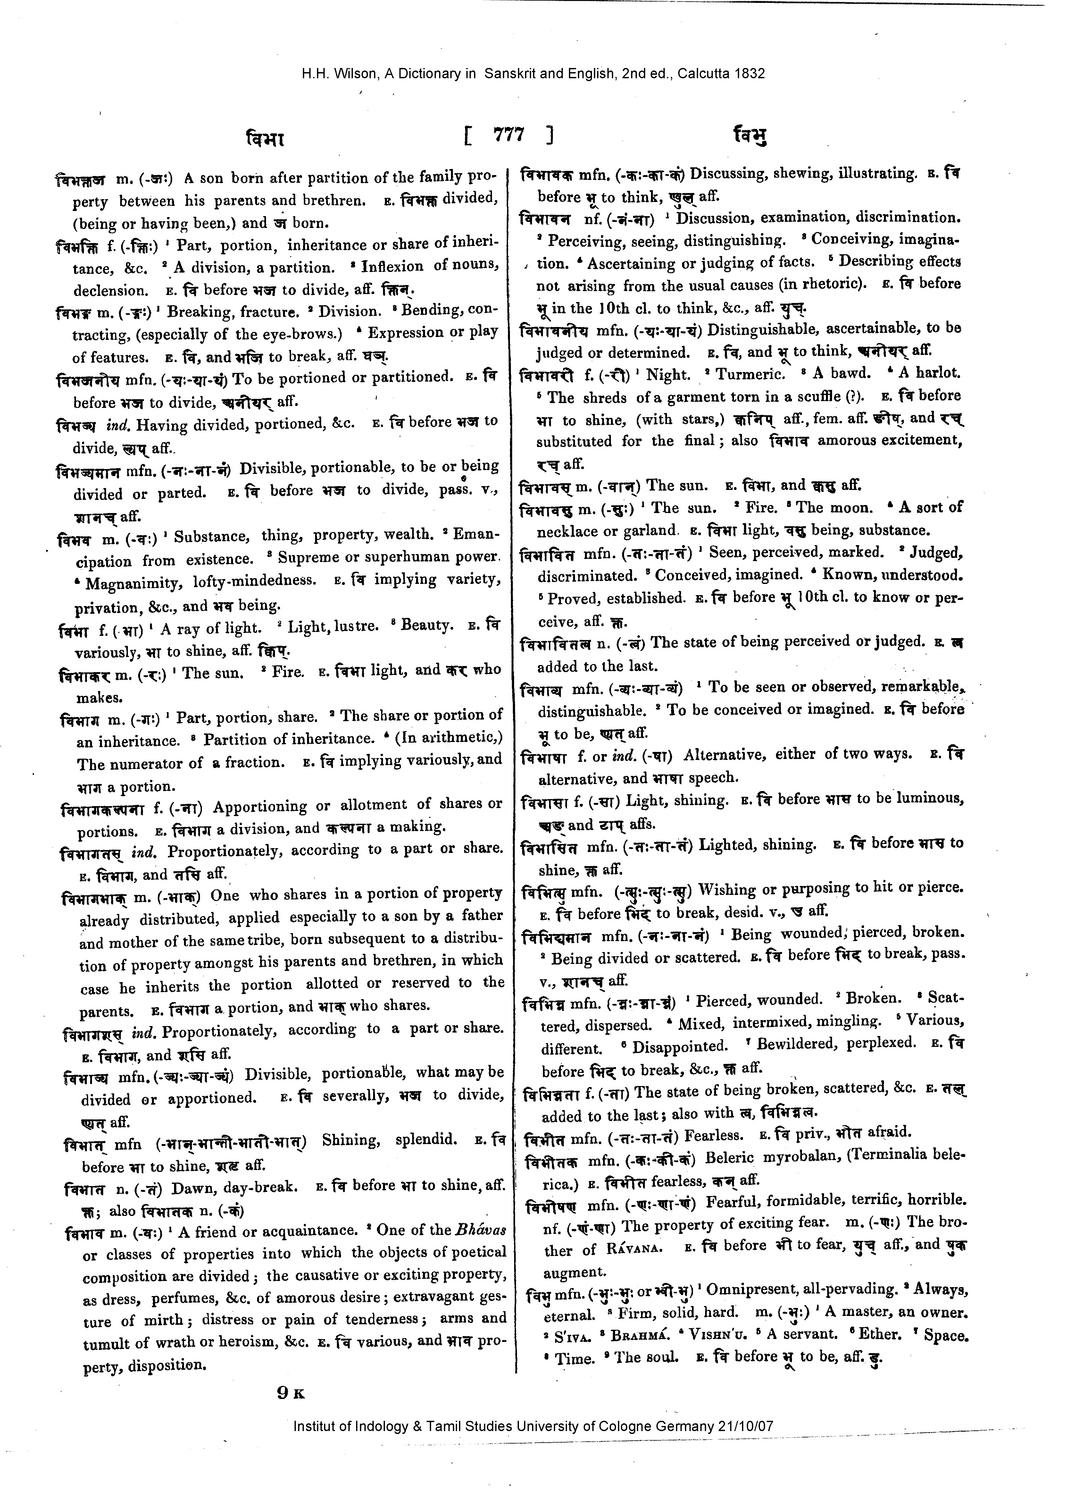 H.H. Wilson, A Dictionary in Sanskrit and English, 2nd ed., Calcutta 1832
विभा [ 777 ] विभु
विभक्तज m. (-जः) A son born after partition of the family pro-
perty between his parents and brethren. E. विभक्त divided,
(being or having been,) and ज born.
विभक्ति f. (-क्तिः) ¹ Part, portion, inheritance or share of inheri-
tance, &c. ² A division, a partition. ³ Inflexion of nouns,
declension. E. वि before भज to divide, aff. क्तिन्.
विभङ्ग m. (-ङ्गः) ¹ Breaking, fracture. ² Division. ³ Bending, con-
tracting, (especially of the eye-brows.) ⁴ Expression or play
of features. E. वि, and भजि to break, aff. घञ्.
विभजनीय mfn. (-यः-या-यं) To be portioned or partitioned. E. वि
before भज to divide, अनीयर् aff.
विभज्य ind. Having divided, portioned, &c. E. वि before भज to
divide, ल्यप् aff.
विभज्यमान mfn. (-नः-ना-नं) Divisible, portionable, to be or being
divided or parted. E. वि before भज to divide, pass. v.,
शानच् aff.
विभव m. (-वः) ¹ Substance, thing, property, wealth. ² Eman-
cipation from existence. ³ Supreme or superhuman power.
⁴ Magnanimity, lofty-mindedness. E. वि implying variety,
privation, &c., and भव being.
विभा f. (-भा) ¹ A ray of light. ² Light, lustre. ³ Beauty. E. वि
variously, भा to shine, aff. क्विप्.
विभाकर m. (-रः) ¹ The sun. ² Fire. E. विभा light, and कर who
makes.
विभाग m. (-गः) ¹ Part, portion, share. ² The share or portion of
an inheritance. ³ Partition of inheritance. ⁴ (In arithmetic,)
The numerator of a fraction. E. वि implying variously, and
भाग a portion.
विभागकल्पना f. (-ना) Apportioning or allotment of shares or
portions. E. विभाग a division, and कल्पना a making.
विभागतस् ind. Proportionately, according to a part or share.
E. विभाग, and तसि aff.
विभागभाक् m. (-भाक्) One who shares in a portion of property
already distributed, applied especially to a son by a father
and mother of the same tribe, born subsequent to a distribu-
tion of property amongst his parents and brethren, in which
case he inherits the portion allotted or reserved to the
parents. E. विभाग a portion, and भाक् who shares.
विभागशस् ind. Proportionately, according to a part or share.
E. विभाग, and शसि aff.
विभाज्य mfn. (-ज्यः-ज्या-ज्यं) Divisible, portionable, what may be
divided or apportioned. E. वि severally, भज to divide,
ण्यत् aff.
विभात् mfn (-भान्-भान्ती-भाती-भात्) Shining, splendid. E. वि
before भा to shine, शतृ aff.
विभात n. (-तं) Dawn, day-break. E. वि before भा to shine, aff.
क्त; also विभातक n. (-कं)
विभाव m. (-वः) ¹ A friend or acquaintance. ² One of the Bhávas
or classes of properties into which the objects of poetical
composition are divided; the causative or exciting property,
as dress, perfumes, &c. of amorous desire; extravagant ges-
ture of mirth; distress or pain of tenderness; arms and
tumult of wrath or heroism, &c. E. वि various, and भाव pro-
perty, disposition.
विभावक mfn. (-कः-का-कं) Discussing, shewing, illustrating. E. वि
before भू to think, ण्वुल् aff.
विभावन nf. (-नं-ना) ¹ Discussion, examination, discrimination.
² Perceiving, seeing, distinguishing. ³ Conceiving, imagina-
tion. ⁴ Ascertaining or judging of facts. ⁵ Describing effects
not arising from the usual causes (in rhetoric). E. वि before
भू in the 10th cl. to think, &c., aff. युच्.
विभावनीय mfn. (-यः-या-यं) Distinguishable, ascertainable, to be
judged or determined. E. वि, and भू to think, अनीयर् aff.
विभावरी f. (-री) ¹ Night. ² Turmeric. ³ A bawd. ⁴ A harlot.
⁵ The shreds of a garment torn in a scuffle (?). E. वि before
भा to shine, (with stars,) क्वनिप् aff., fem. aff. ङीष्, and रच्
substituted for the final; also विभाव amorous excitement,
रच् aff.
विभावस् m. (-वान्) The sun. E. विभा, and क्वसु aff.
विभावसु m. (-सुः) ¹ The sun. ² Fire. ³ The moon. ⁴ A sort of
necklace or garland. E. विभा light, वसु being, substance.
विभावित mfn. (-तः-ता-तं) ¹ Seen, perceived, marked. ² Judged,
discriminated. ³ Conceived, imagined. ⁴ Known, understood.
⁵ Proved, established. E. वि before भू 10th cl. to know or per-
ceive, aff. क्त.
विभावितत्व n. (-त्वं) The state of being perceived or judged. E. त्व
added to the last.
विभाव्य mfn. (-व्यः-व्या-व्यं) ¹ To be seen or observed, remarkable,
distinguishable. ² To be conceived or imagined. E. वि before
भू to be, ण्यत् aff.
विभाषा f. or ind. (-षा) Alternative, either of two ways. E. वि
alternative, and भाषा speech.
विभासा f. (-सा) Light, shining. E. वि before भास to be luminous,
अङ् and टाप् affs.
विभासित mfn. (-तः-ता-तं) Lighted, shining. E. वि before भास to
shine, क्त aff.
विभित्सु mfn. (-त्सुः-त्सुः-त्सु) Wishing or purposing to hit or pierce.
E. वि before भिद् to break, desid. v., उ aff.
विभिद्यमान mfn. (-नः-ना-नं) ¹ Being wounded, pierced, broken.
² Being divided or scattered. E. वि before भिद् to break, pass.
v., शानच् aff.
विभिन्न mfn. (-न्नः-न्ना-न्नं) ¹ Pierced, wounded. ² Broken. ³ Scat-
tered, dispersed. ⁴ Mixed, intermixed, mingling. ⁵ Various,
different. ⁶ Disappointed. ⁷ Bewildered, perplexed. E. वि
before भिद् to break, &c., क्त aff.
विभिन्नता f. (-ता) The state of being broken, scattered, &c. E. तल्
added to the last; also with त्व, विभिन्नत्व.
विभीत mfn. (-तः-ता-तं) Fearless. E. वि priv., भीत afraid.
विभीतक mfn. (-कः-की-कं) Beleric myrobalan, (Terminalia bele-
rica.) E. विभीत fearless, कन् aff.
विभीषण mfn. (-णः-णा-णं) Fearful, formidable, terrific, horrible.
nf. (-णं-णा) The property of exciting fear. m. (-णः) The bro-
ther of RÁVANA. E. वि before भी to fear, युच् aff., and षुक
augment.
विभु mfn. (-भुः-भुः or भ्वी-भु) ¹ Omnipresent, all-pervading. ² Always,
eternal. ³ Firm, solid, hard. m. (-भुः) ¹ A master, an owner.
² S'IVA. ³ BRAHMÁ. ⁴ VISHN'U. ⁵ A servant. ⁶ Ether. ⁷ Space.
⁸ Time. ⁹ The soul. E. वि before भू to be, aff. डु.
9 K
Institut of Indology & Tamil Studies University of Cologne Germany 21/10/07